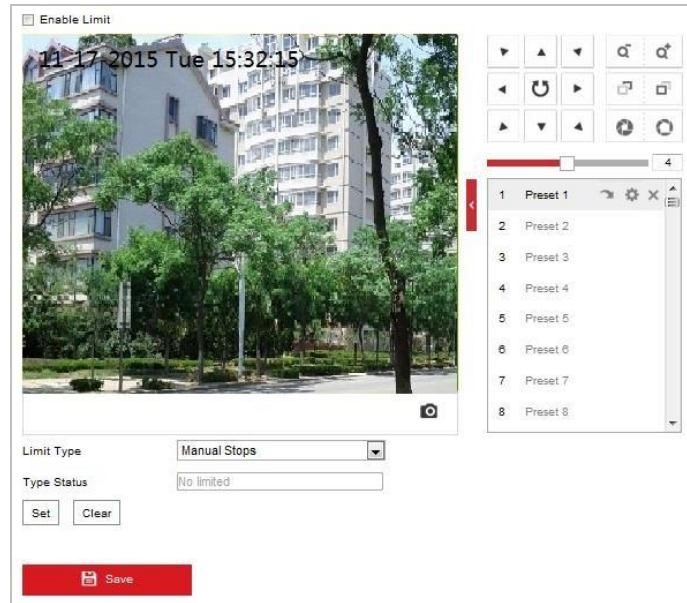 Enable Limit
11-17-2015 Tue 15:32:15
4
1 Preset 1
2 Preset 2
3 Preset 3
4 Preset 4
5 Preset 5
6 Preset 6
7 Preset 7
8 Preset 8
Limit Type Manual Stops
Type Status No limited
Set Clear
Save